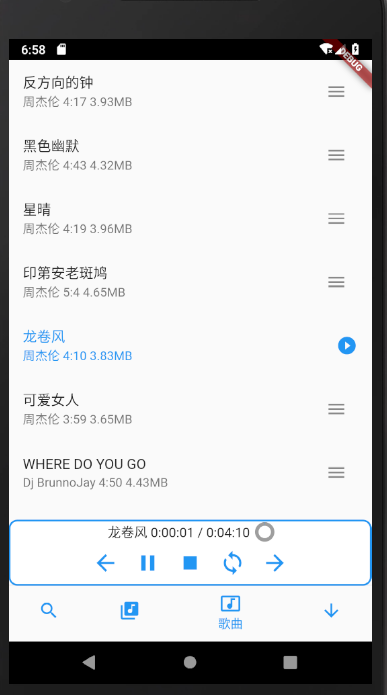 6:58
DEBUG
反方向的钟
周杰伦 4:17 3.93MB
黑色幽默
周杰伦 4:43 4.32MB
星晴
周杰伦 4:19 3.96MB
印第安老斑鸠
周杰伦 5:4 4.65MB
龙卷风
周杰伦 4:10 3.83MB
可爱女人
周杰伦 3:59 3.65MB
WHERE DO YOU GO
Dj BrunnoJay 4:50 4.43MB
龙卷风 0:00:01 / 0:04:10
歌曲